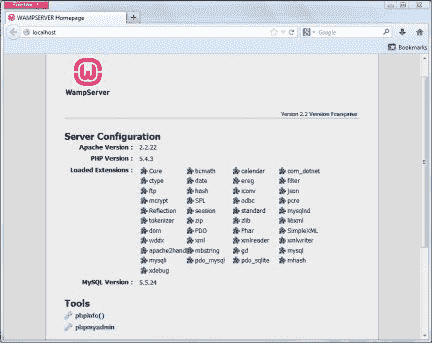 WAMPSERVER Homepage
localhost
Google
Bookmarks
WampServer
Version 2.2 Version Française
Server Configuration
Apache Version : 2.2.22
PHP Version : 5.4.3
Loaded Extensions : Core bcmath calendar com_dotnet
ctype date ereg filter
ftp hash iconv json
mcrypt SPL odbc pcre
Reflection session standard mysqlnd
tokenizer zip zlib libxml
dom PDO Phar SimpleXML
wddx xml xmlreader xmlwriter
apache2handler mbstring gd mysql
mysqli pdo_mysql pdo_sqlite mhash
xdebug
MySQL Version : 5.5.24
Tools
phpinfo()
phpmyadmin